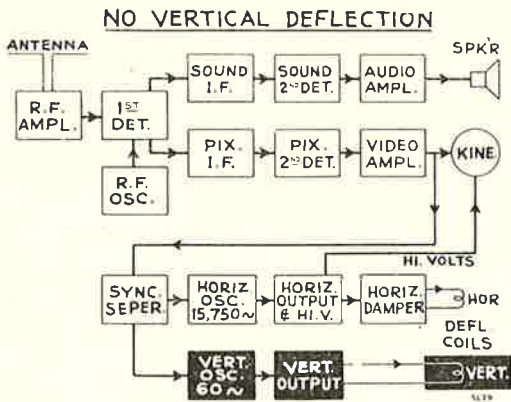 NO VERTICAL DEFLECTION
ANTENNA
SPK'R
R.F.
AMPL.
1ST
DET.
SOUND
I.F.
SOUND
2ND DET.
AUDIO
AMPL.
R.F.
OSC.
PIX.
I.F.
PIX.
2ND DET.
VIDEO
AMPL.
KINE.
HI. VOLTS
SYNC.
SEPER.
HORIZ
OSC.
15,750~
HORIZ.
OUTPUT
& HI.V.
HORIZ.
DAMPER
HOR
DEFL
COILS
VERT.
OSC.
60~
VERT.
OUTPUT
VERT.